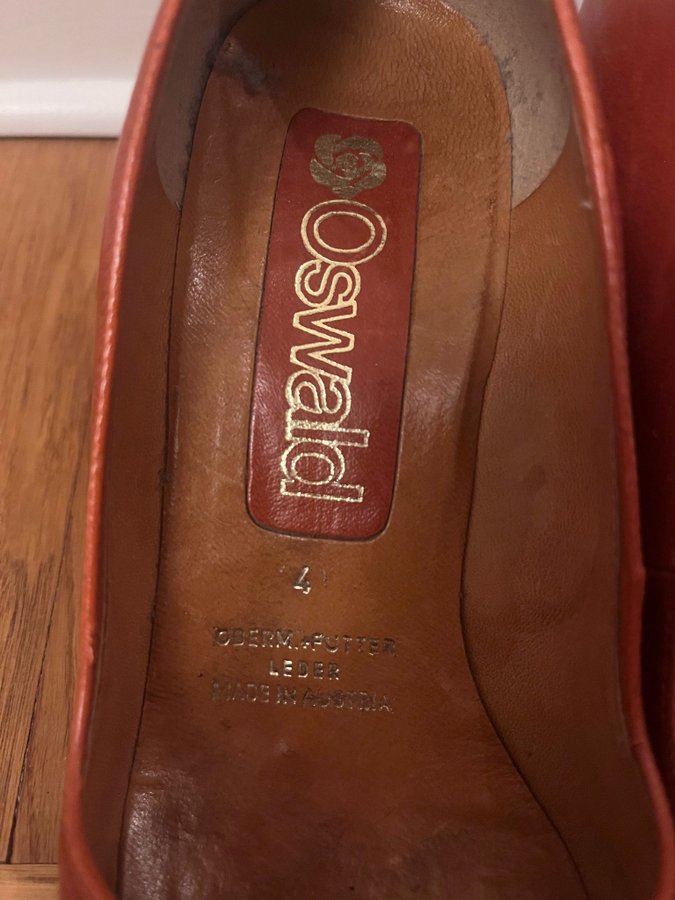 Oswald
4
OBERM.+FUTTER
LEDER
MADE IN AUSTRIA